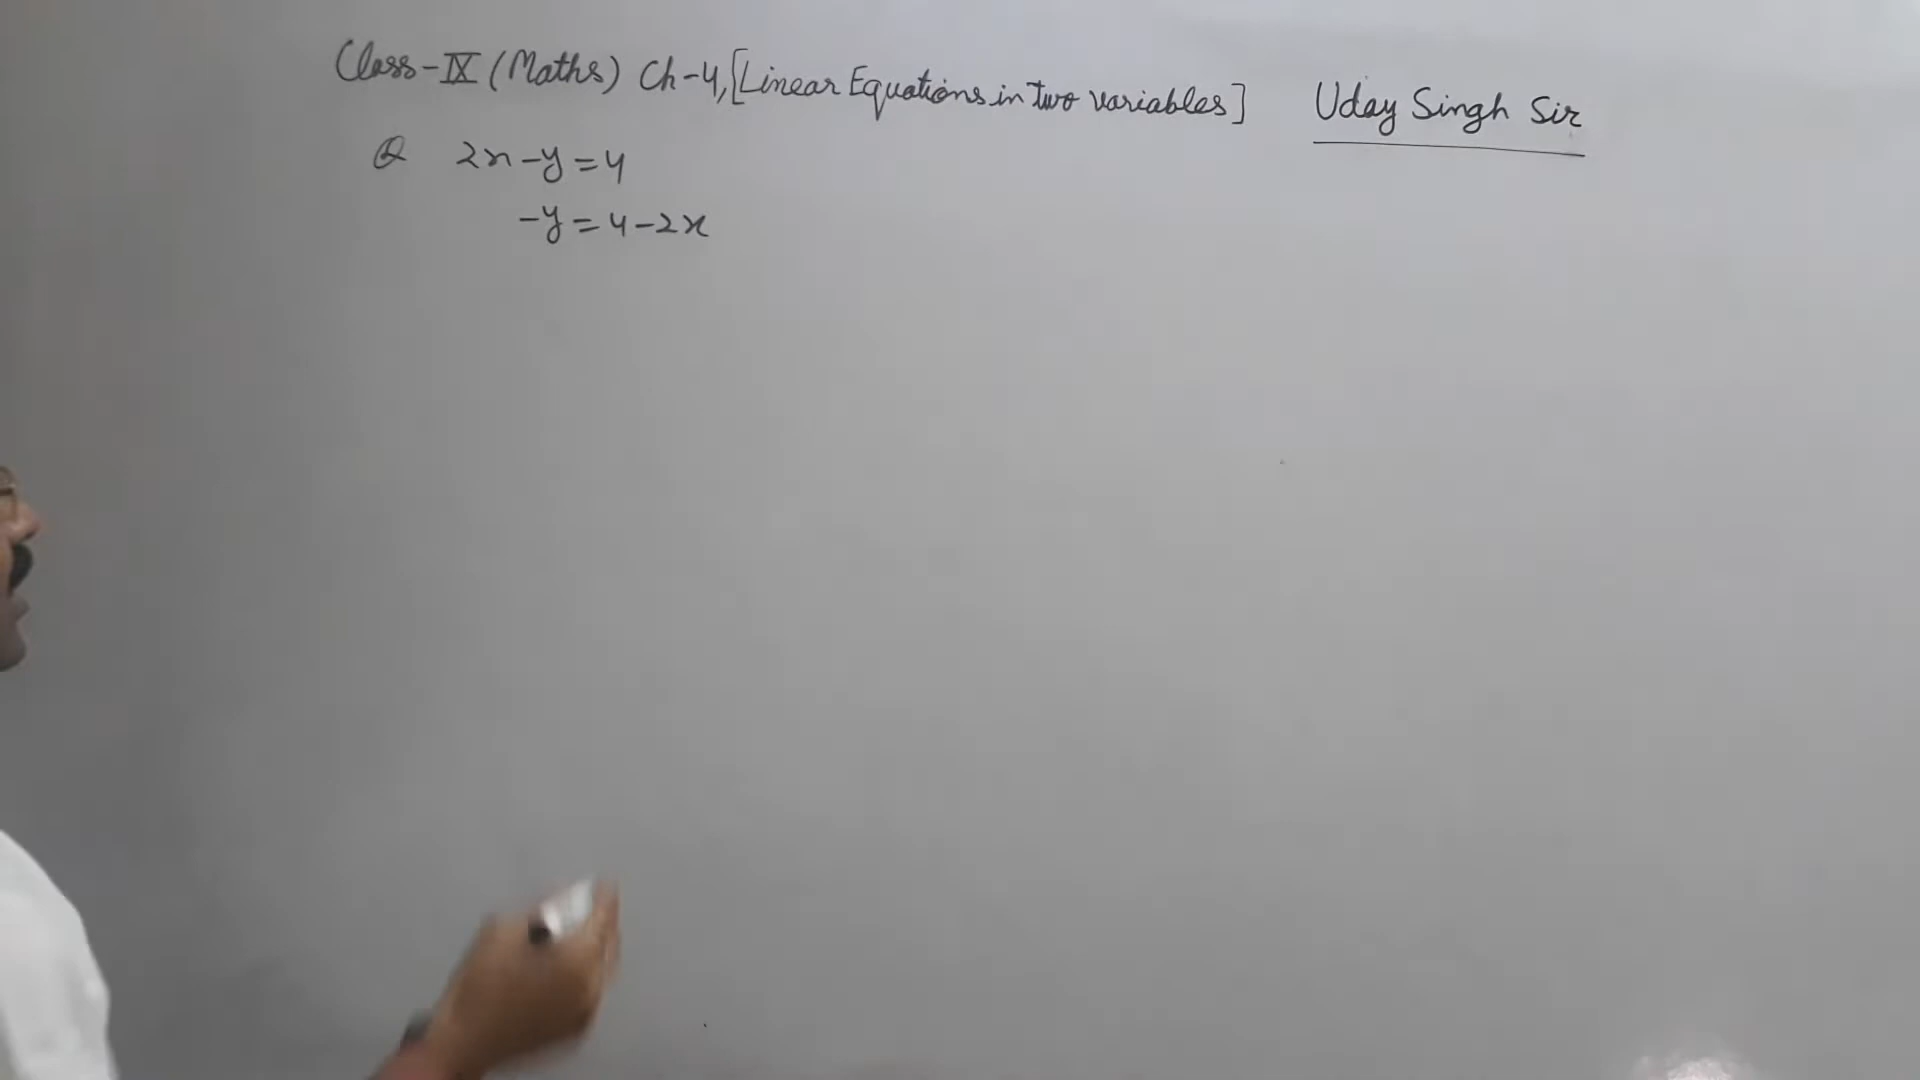 Class-IX (Maths) Ch-4, [Linear Equations in two variables] Uday Singh Sir
Q 2x-y=4
-y=4-2x